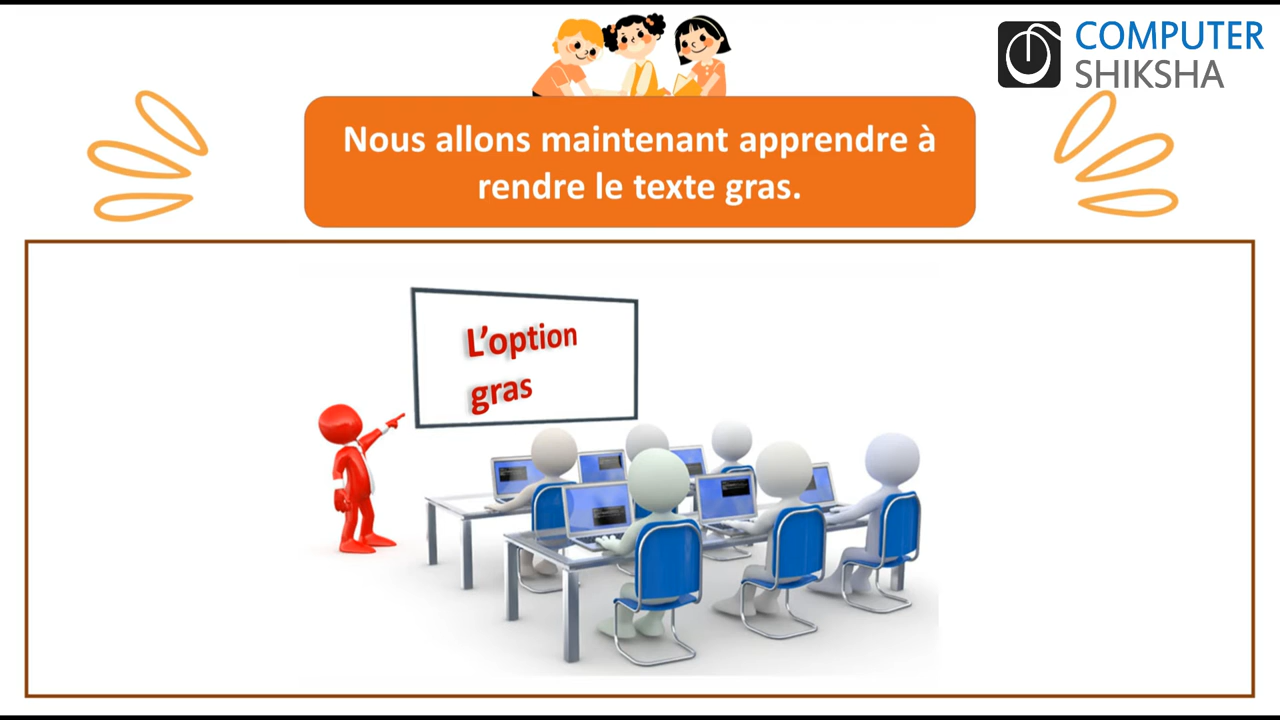 COMPUTER
SHIKSHA
Nous allons maintenant apprendre à
rendre le texte gras.
L'option
gras